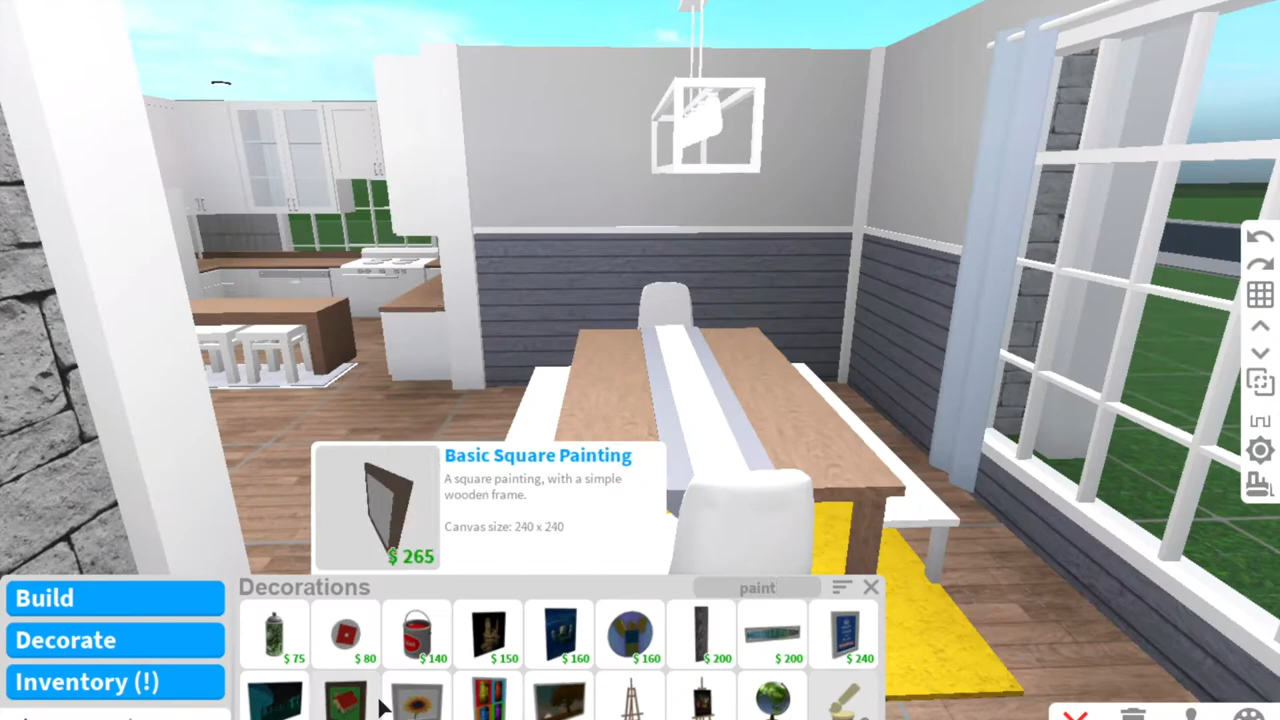 Basic Square Painting
A square painting, with a simple
wooden frame.
Canvas size: 240 x 240
$ 265
Build
Decorate
Inventory (!)
Decorations
paint
$ 75
$ 80
$ 140
$ 150
$ 160
$ 160
$ 200
$ 200
$ 240